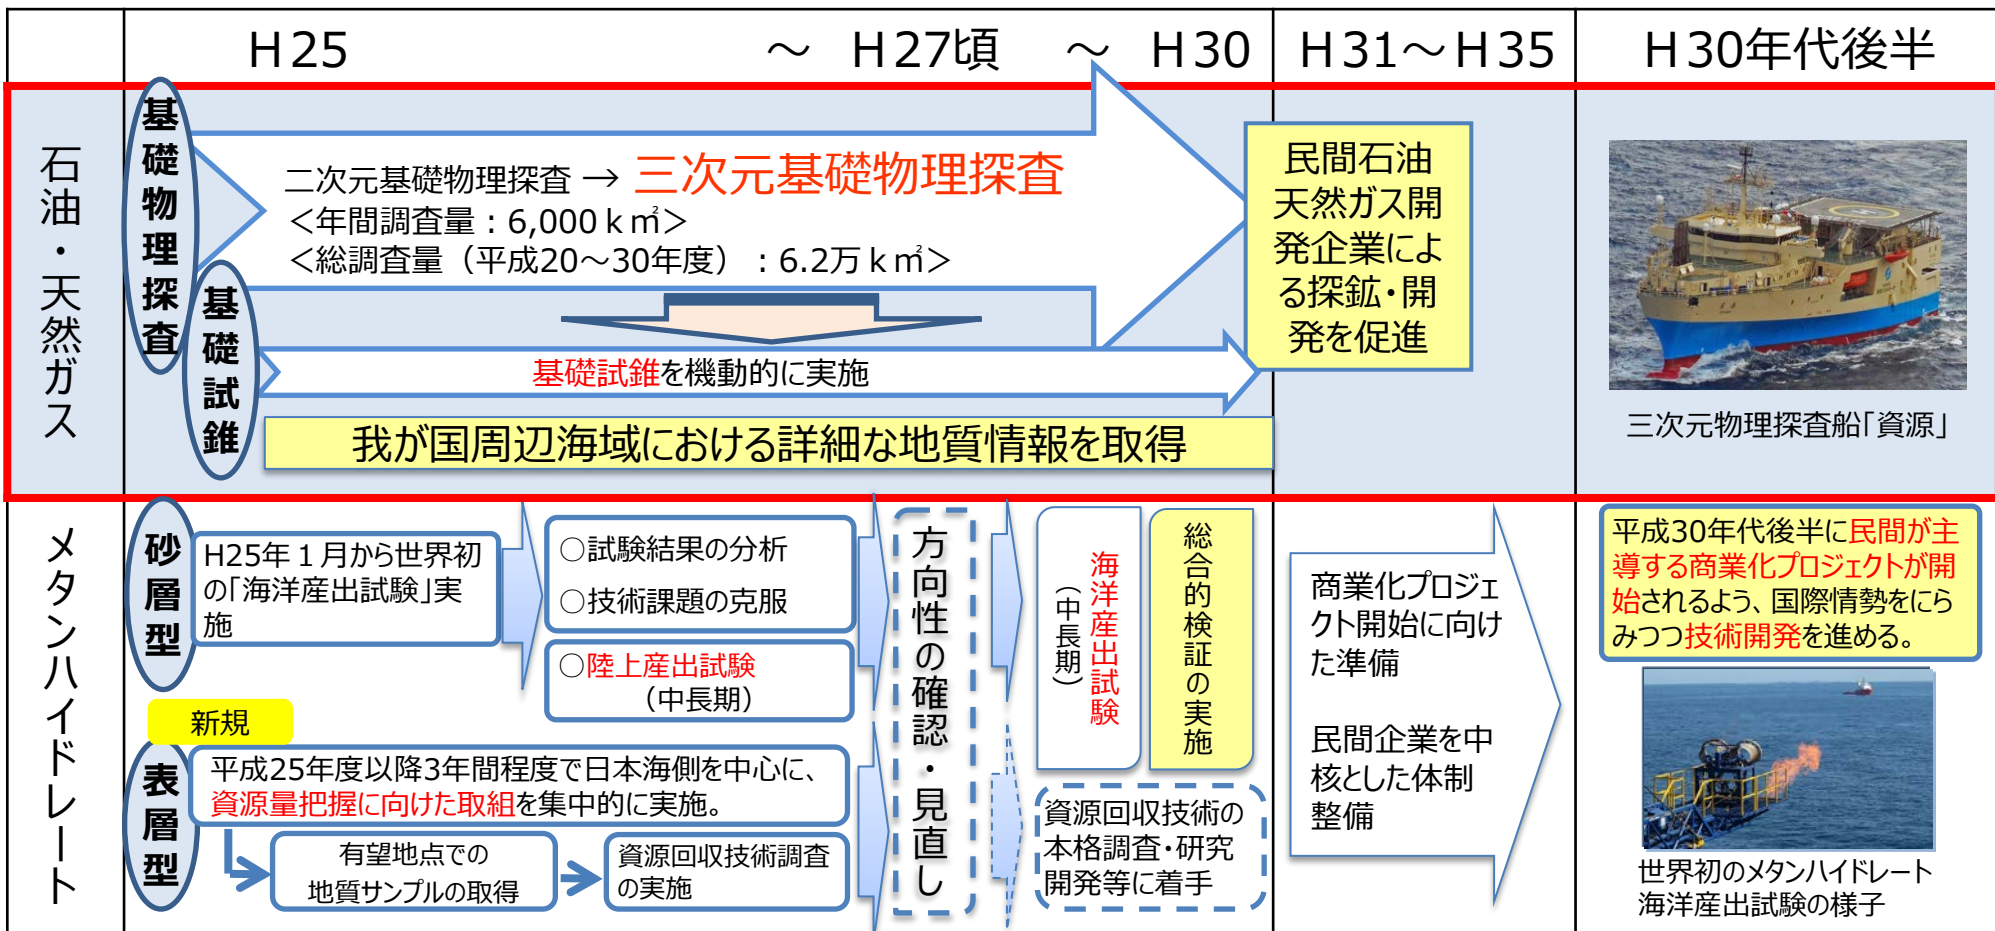 H25 ～ H27頃 ～ H30 H31～H35 H30年代後半
石油・天然ガス
基礎物理探査
二次元基礎物理探査 → 三次元基礎物理探査
＜年間調査量：6,000ｋ㎡＞
＜総調査量（平成20～30年度）：6.2万ｋ㎡＞
基礎試錐
基礎試錐を機動的に実施
我が国周辺海域における詳細な地質情報を取得
民間石油
天然ガス開
発企業によ
る探鉱・開
発を促進
三次元物理探査船「資源」
メタンハイドレート
砂層型
H25年１月から世界初
の「海洋産出試験」実
施
○試験結果の分析
○技術課題の克服
○陸上産出試験
（中長期）
新規
表層型
平成25年度以降3年間程度で日本海側を中心に、
資源量把握に向けた取組を集中的に実施。
有望地点での
地質サンプルの取得
資源回収技術調査
の実施
方向性の確認・見直し
海洋産出試験
（中長期）
総合的検証の実施
資源回収技術の
本格調査・研究
開発等に着手
商業化プロジェ
クト開始に向け
た準備
民間企業を中
核とした体制
整備
平成30年代後半に民間が主
導する商業化プロジェクトが開
始されるよう、国際情勢をにら
みつつ技術開発を進める。
世界初のメタンハイドレート
海洋産出試験の様子